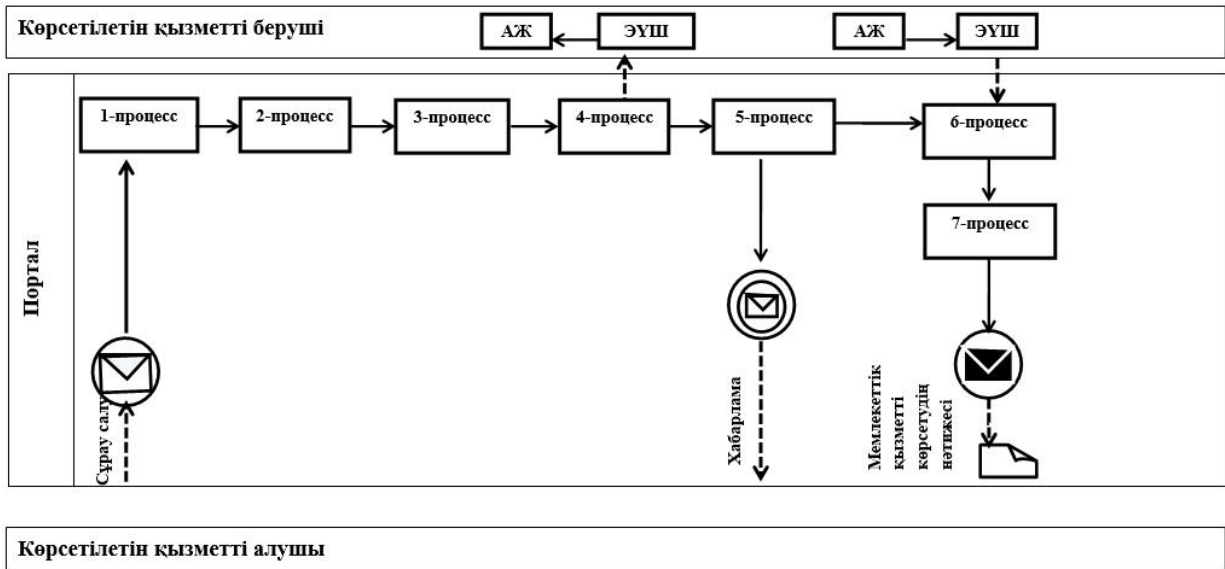 Көрсетілетін қызметті беруші
АЖ
ЭҮШ
АЖ
ЭҮШ
Портал
1-процесс
2-процесс
3-процесс
4-процесс
5-процесс
6-процесс
7-процесс
Сұрау салу
Хабарлама
Мемлекеттік
қызметті
көрсетудің
нәтижесі
Көрсетілетін қызметті алушы